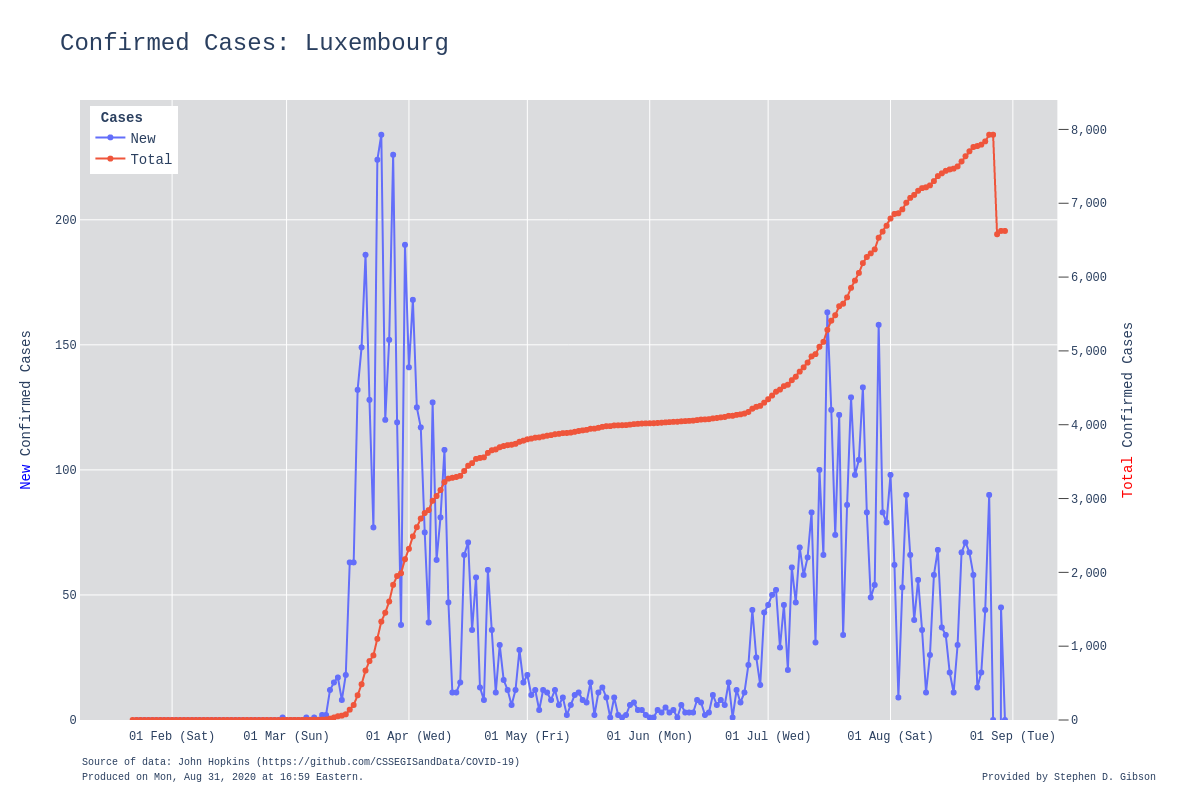 Confirmed Cases: Luxembourg
Cases
New
Total
8,000
7,000
6,000
5,000
4,000
3,000
2,000
1,000
0
200
150
100
50
0
New Confirmed Cases
Total Confirmed Cases
01 Feb (Sat) 01 Mar (Sun) 01 Apr (Wed) 01 May (Fri) 01 Jun (Mon) 01 Jul (Wed) 01 Aug (Sat) 01 Sep (Tue)
Source of data: John Hopkins (https://github.com/CSSEGISandData/COVID-19)
Produced on Mon, Aug 31, 2020 at 16:59 Eastern.
Provided by Stephen D. Gibson